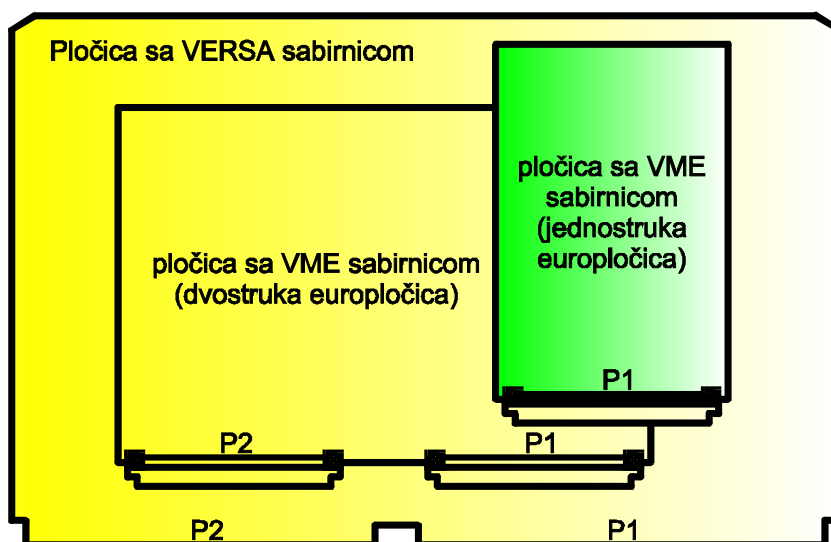 Pločica sa VERSA sabirnicom
pločica sa VME
sabirnicom
(jednostruka
europločica)
pločica sa VME sabirnicom
(dvostruka europločica)
P1
P2
P1
P2
P1